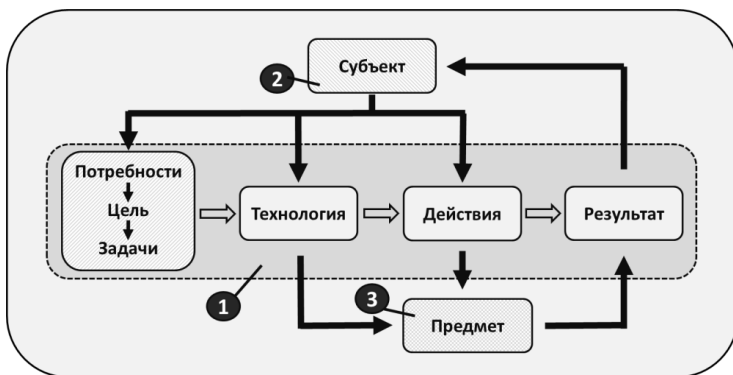 Субъект
2
Потребности
Цель
Задачи
Технология
Действия
Результат
1
3
Предмет